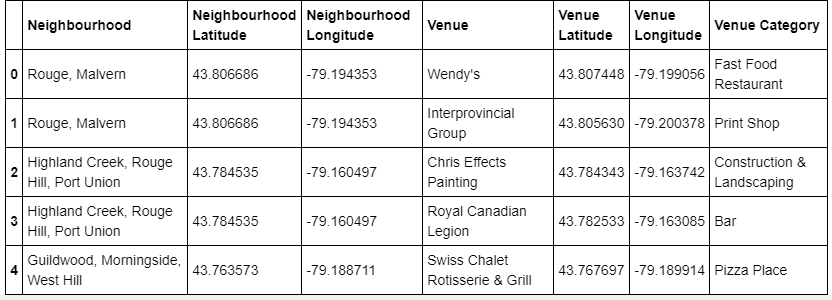 Neighbourhood Neighbourhood Latitude Neighbourhood Longitude Venue Venue Latitude Venue Longitude Venue Category
0 Rouge, Malvern 43.806686 -79.194353 Wendy's 43.807448 -79.199056 Fast Food Restaurant
1 Rouge, Malvern 43.806686 -79.194353 Interprovincial Group 43.805630 -79.200378 Print Shop
2 Highland Creek, Rouge Hill, Port Union 43.784535 -79.160497 Chris Effects Painting 43.784343 -79.163742 Construction & Landscaping
3 Highland Creek, Rouge Hill, Port Union 43.784535 -79.160497 Royal Canadian Legion 43.782533 -79.163085 Bar
4 Guildwood, Morningside, West Hill 43.763573 -79.188711 Swiss Chalet Rotisserie & Grill 43.767697 -79.189914 Pizza Place